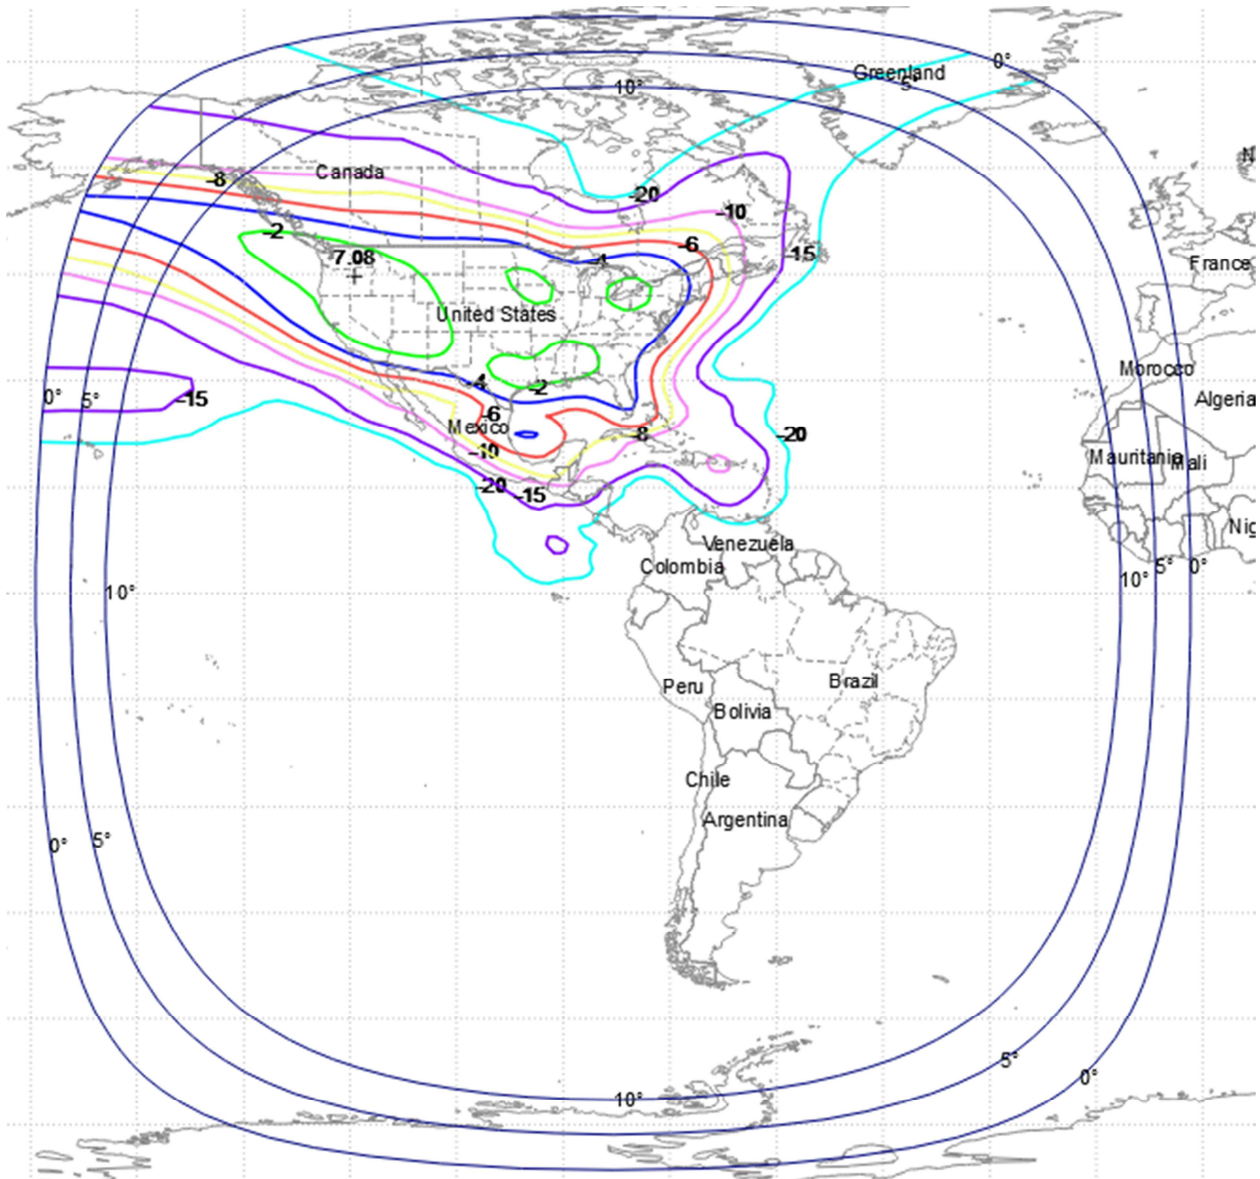 0°
Greenland
5°
10°
N
Canada
-8
-20
-10
-2
-6
-15
7.08
-4
France
United States
Morocco
-4
-2
0°
5°
-15
Algeria
-6
Mexico
-8
-20
-10
Mauritania
Mali
-20
-15
Nig
Venezuela
Colombia
10°
10°
5°
0°
Peru
Brazil
Bolivia
Chile
Argentina
0°
5°
5°
0°
10°